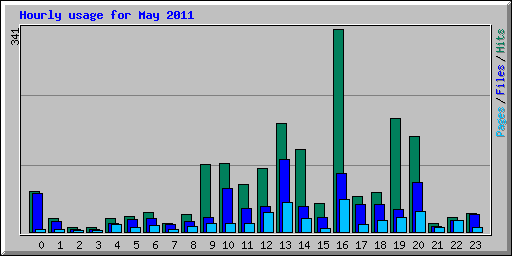 Hourly usage for May 2011
341
Pages / Files / Hits
0 1 2 3 4 5 6 7 8 9 10 11 12 13 14 15 16 17 18 19 20 21 22 23